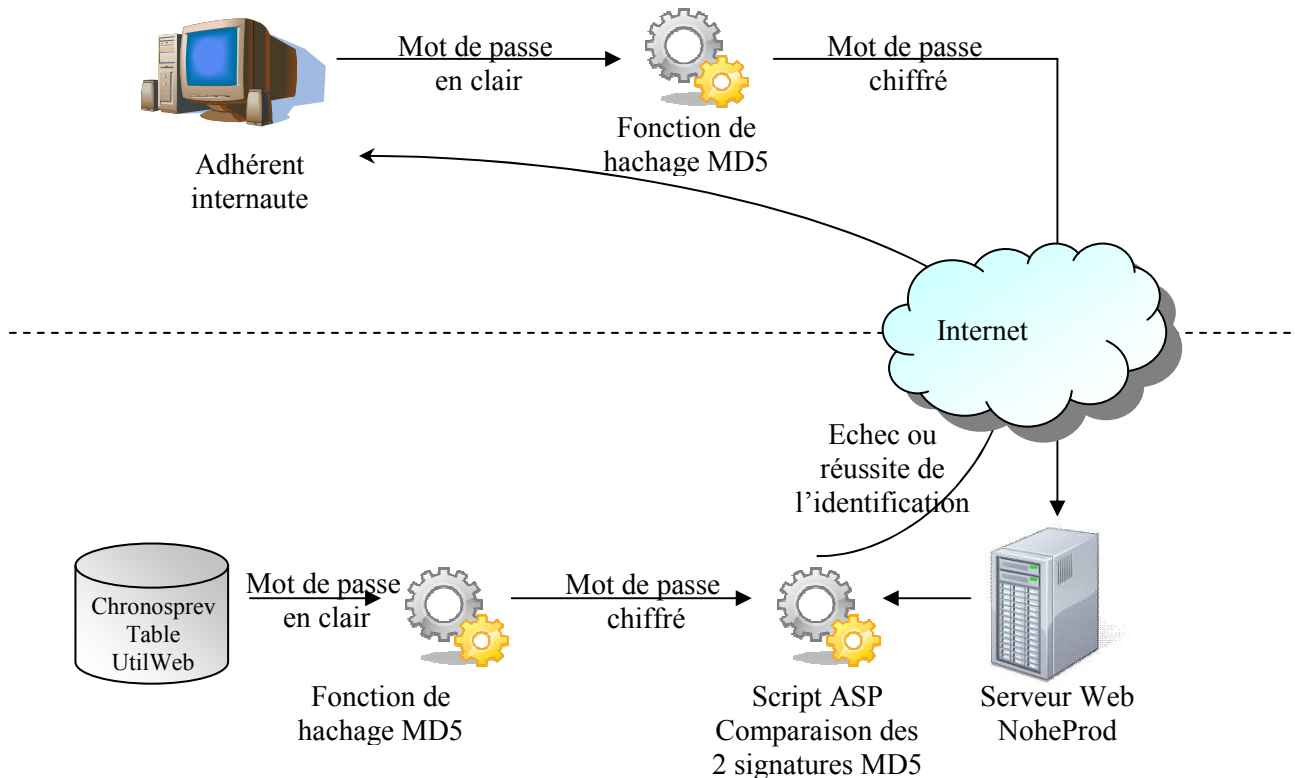 Mot de passe
en clair
Mot de passe
chiffré
Fonction de
hachage MD5
Adhérent
internaute
Internet
Echec ou
réussite de
l’identification
Chronosprev
Table
UtilWeb
Mot de passe
en clair
Mot de passe
chiffré
Fonction de
hachage MD5
Script ASP
Comparaison des
2 signatures MD5
Serveur Web
NoheProd